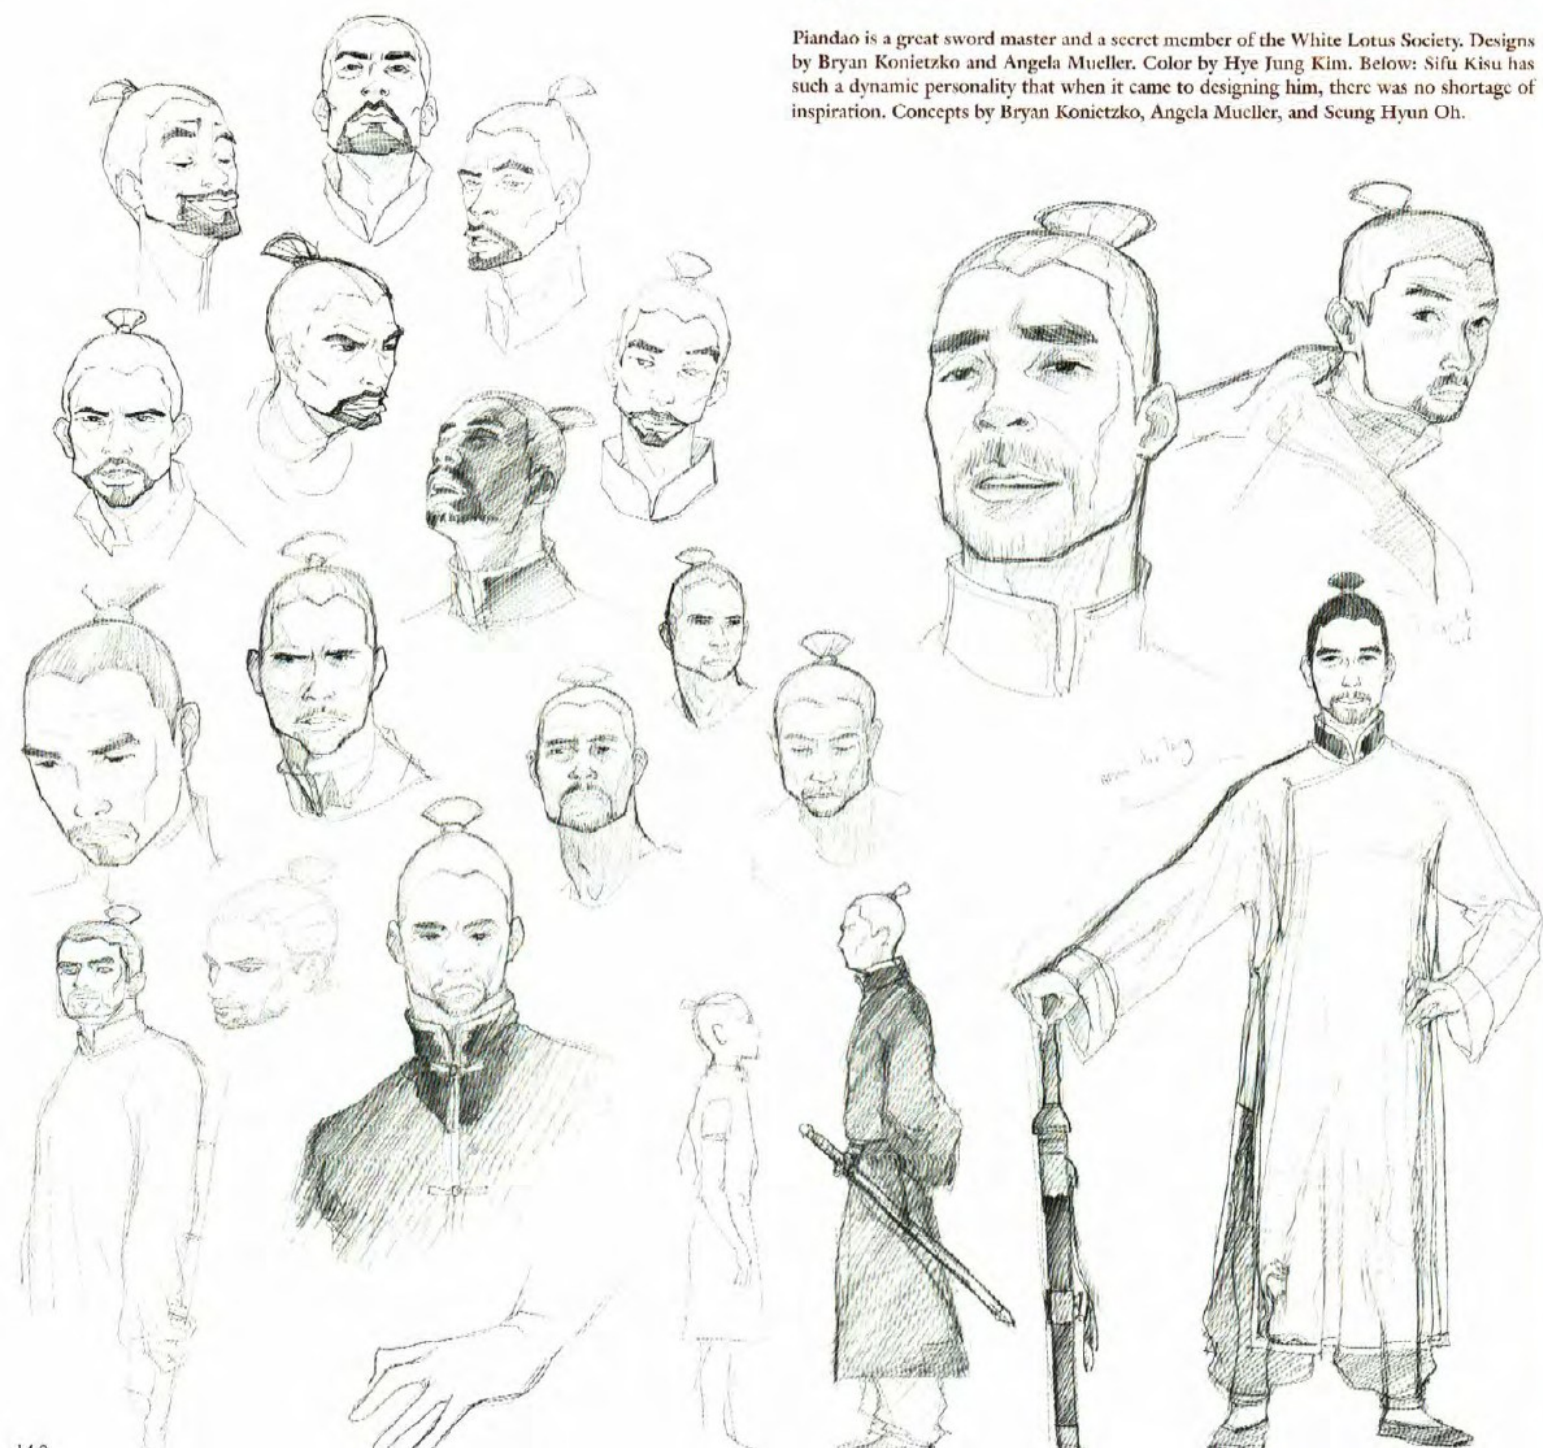 Piandao is a great sword master and a secret member of the White Lotus Society. Designs
by Bryan Konietzko and Angela Mueller. Color by Hye Jung Kim. Below: Sifu Kisu has
such a dynamic personality that when it came to designing him, there was no shortage of
inspiration. Concepts by Bryan Konietzko, Angela Mueller, and Seung Hyun Oh.